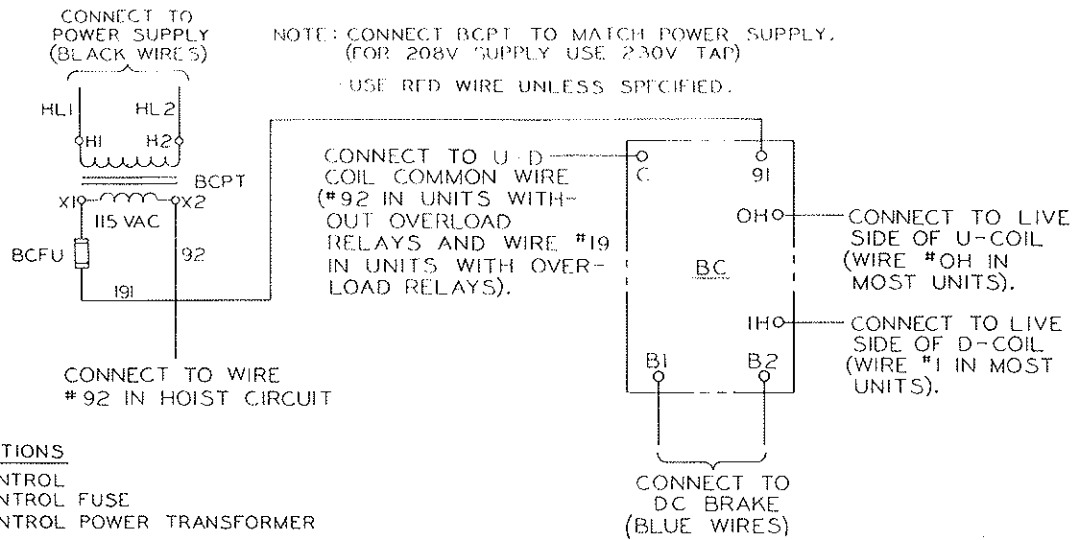 CONNECT TO
POWER SUPPLY
(BLACK WIRES)
NOTE: CONNECT BCPT TO MATCH POWER SUPPLY.
(FOR 208V SUPPLY USE 230V TAP)
USE RED WIRE UNLESS SPECIFIED.
HL1
HL2
H1
H2
BCPT
X1
X2
115 VAC
BCFU
92
191
CONNECT TO WIRE
#92 IN HOIST CIRCUIT
CONNECT TO U-D
COIL COMMON WIRE
(#92 IN UNITS WITH-
OUT OVERLOAD
RELAYS AND WIRE #19
IN UNITS WITH OVER-
LOAD RELAYS).
C
91
OH
BC
1H
B1
B2
CONNECT TO LIVE
SIDE OF U-COIL
(WIRE #OH IN
MOST UNITS).
CONNECT TO LIVE
SIDE OF D-COIL
(WIRE #1 IN MOST
UNITS).
CONNECT TO
DC BRAKE
(BLUE WIRES)
TIONS
NTROL
NTROL FUSE
NTROL POWER TRANSFORMER